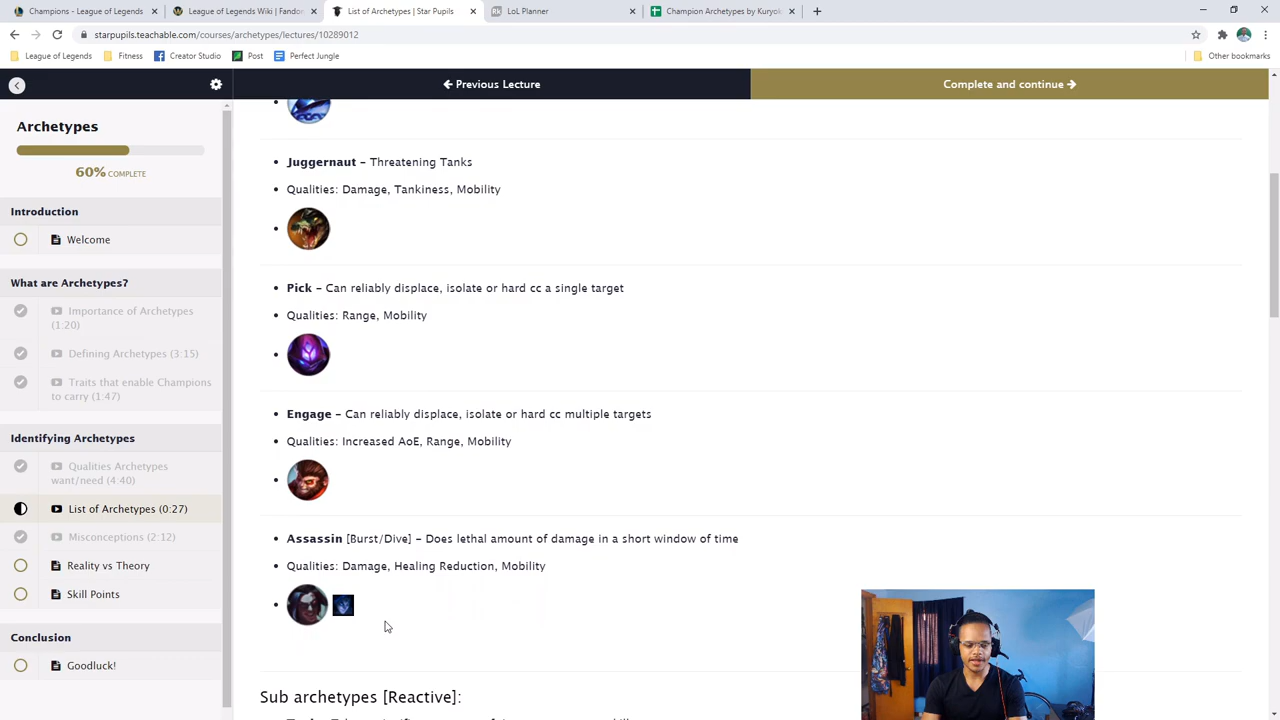 Champions - League of Legends
League of Legends Wiki | Fandom
List of Archetypes | Star Pupils
LoL Planner
Champion Archetypes by Kuryok
starpupils.teachable.com/courses/archetypes/lectures/10289012
League of Legends
Fitness
Creator Studio
Post
Perfect Jungle
Other bookmarks
Previous Lecture
Complete and continue
Archetypes
60% COMPLETE
Introduction
Welcome
What are Archetypes?
Importance of Archetypes
(1:20)
Defining Archetypes (3:15)
Traits that enable Champions
to carry (1:47)
Identifying Archetypes
Qualities Archetypes
want/need (4:40)
List of Archetypes (0:27)
Misconceptions (2:12)
Reality vs Theory
Skill Points
Conclusion
Goodluck!
Juggernaut – Threatening Tanks
Qualities: Damage, Tankiness, Mobility
Pick – Can reliably displace, isolate or hard cc a single target
Qualities: Range, Mobility
Engage – Can reliably displace, isolate or hard cc multiple targets
Qualities: Increased AoE, Range, Mobility
Assassin [Burst/Dive] – Does lethal amount of damage in a short window of time
Qualities: Damage, Healing Reduction, Mobility
Sub archetypes [Reactive]: